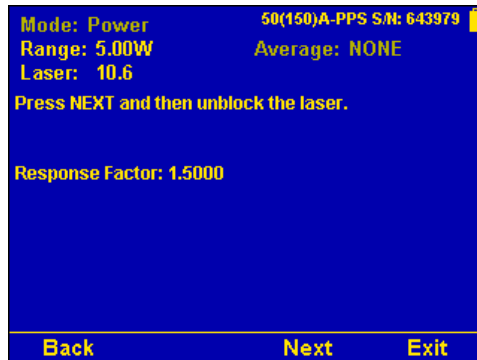 Mode: Power 50(150)A-PPS S/N: 643979
Range: 5.00W Average: NONE
Laser: 10.6
Press NEXT and then unblock the laser.
Response Factor: 1.5000
Back Next Exit